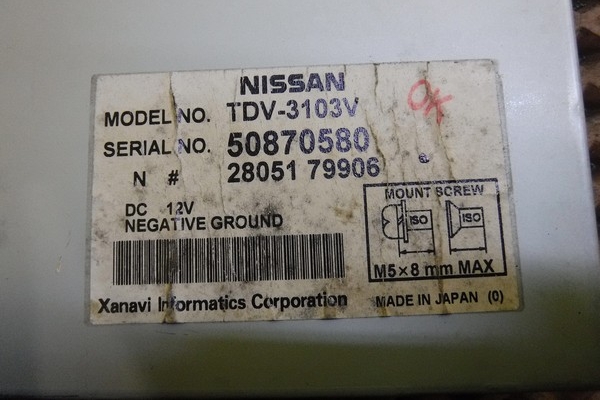 NISSAN
OK
MODEL NO. TDV-3103V
SERIAL NO. 50870580
N # 28051 79906
DC 12V
NEGATIVE GROUND
MOUNT SCREW
ISO ISO
M5×8 mm MAX
Xanavi Informatics Corporation
MADE IN JAPAN (0)